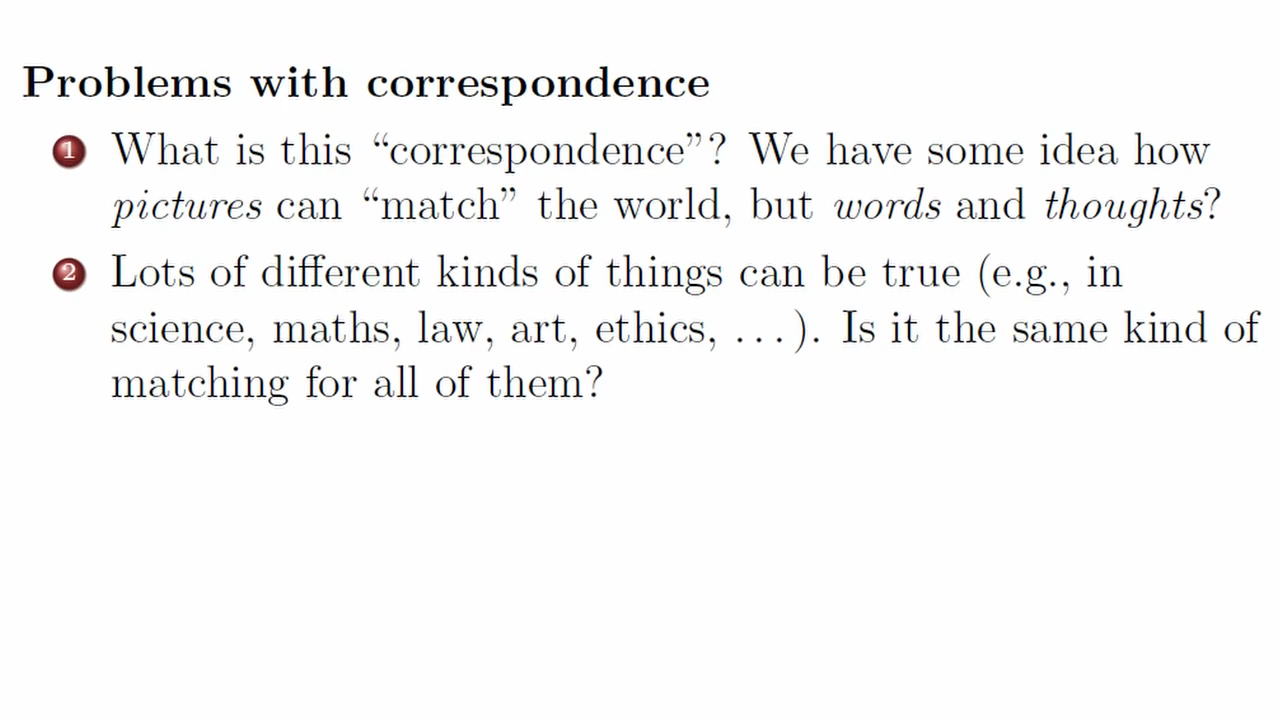 Problems with correspondence
1 What is this “correspondence”? We have some idea how
pictures can “match” the world, but words and thoughts?
2 Lots of different kinds of things can be true (e.g., in
science, maths, law, art, ethics, ...). Is it the same kind of
matching for all of them?